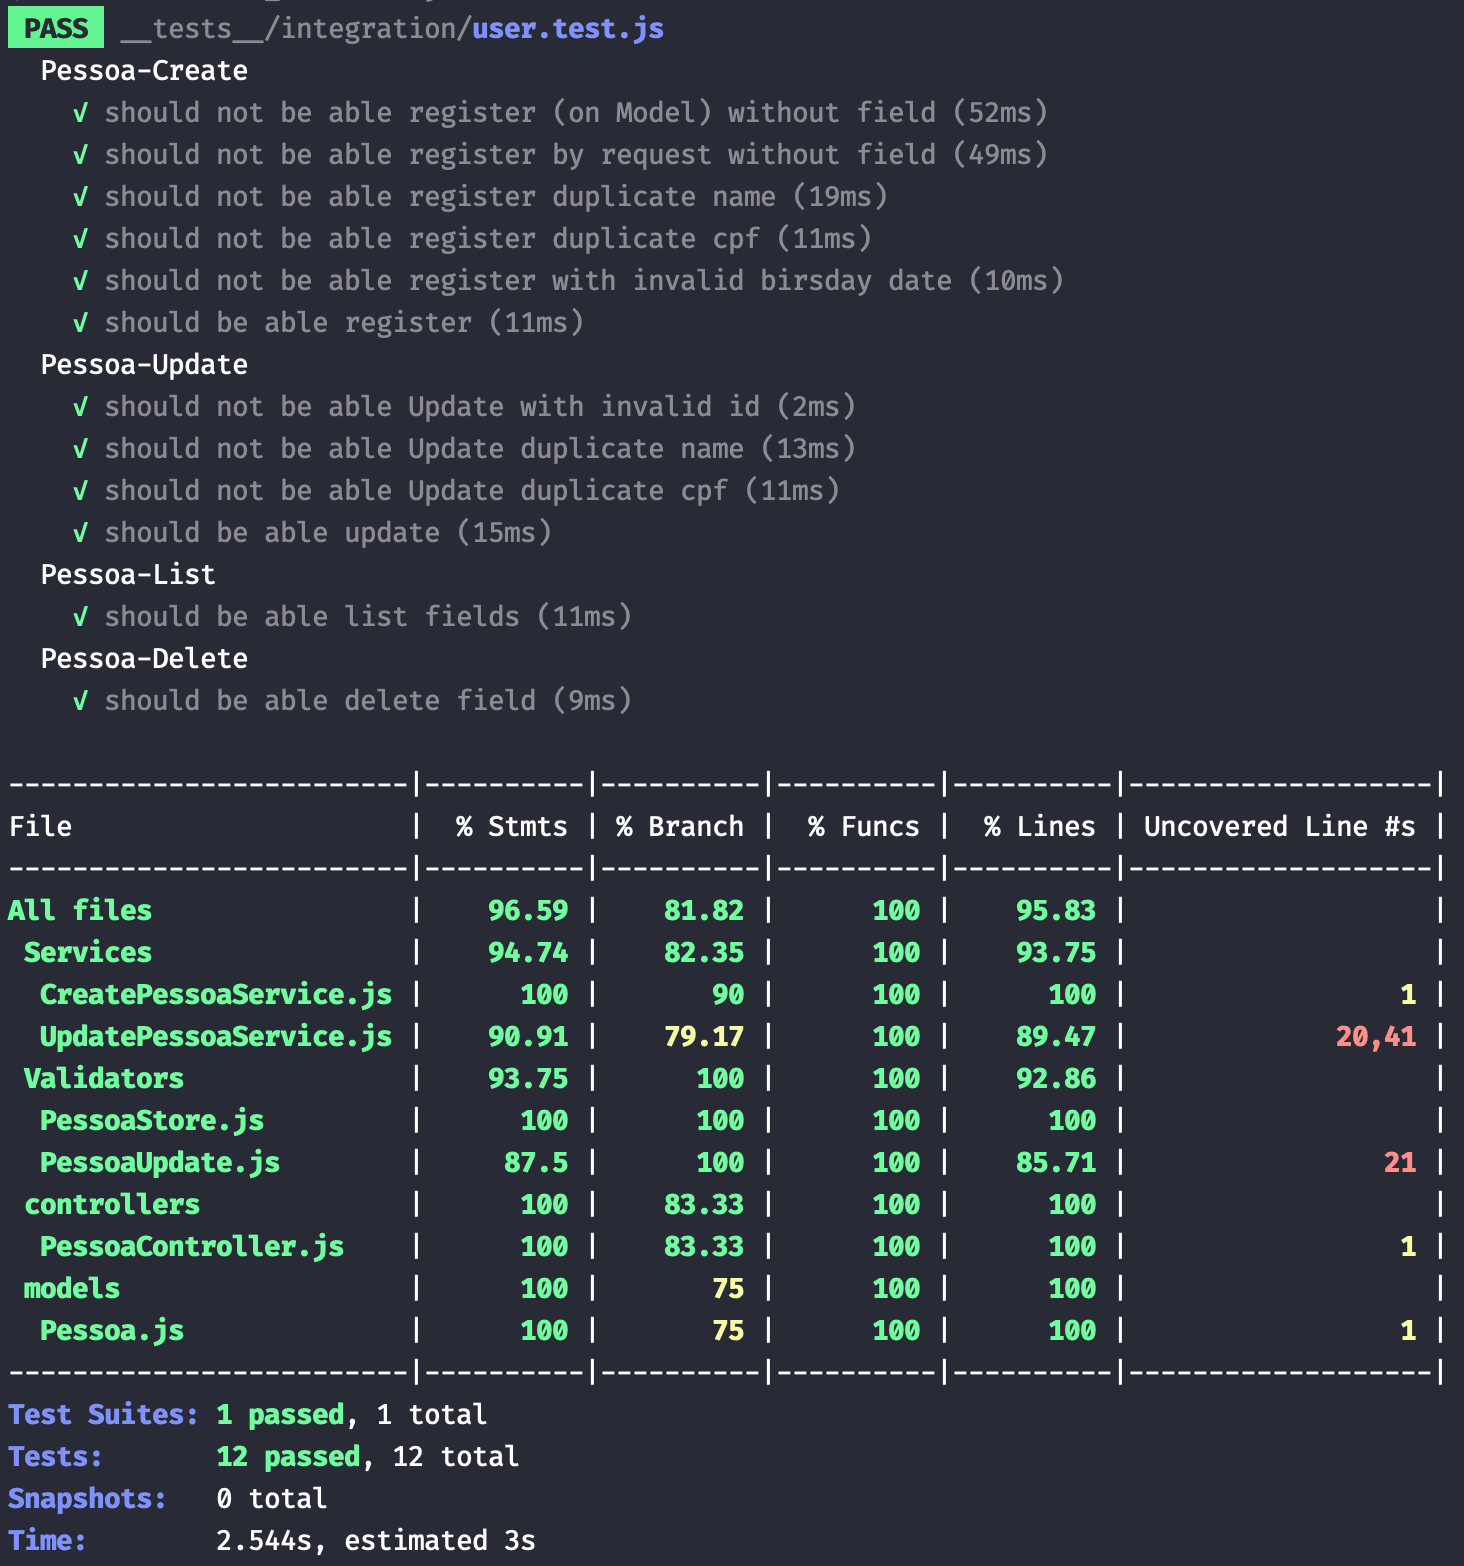 PASS __tests__/integration/user.test.js
Pessoa-Create
√ should not be able register (on Model) without field (52ms)
√ should not be able register by request without field (49ms)
√ should not be able register duplicate name (19ms)
√ should not be able register duplicate cpf (11ms)
√ should not be able register with invalid birsday date (10ms)
√ should be able register (11ms)
Pessoa-Update
√ should not be able Update with invalid id (2ms)
√ should not be able Update duplicate name (13ms)
√ should not be able Update duplicate cpf (11ms)
√ should be able update (15ms)
Pessoa-List
√ should be able list fields (11ms)
Pessoa-Delete
√ should be able delete field (9ms)
-------------------------|----------|----------|----------|----------|-------------------|
File | % Stmts | % Branch | % Funcs | % Lines | Uncovered Line #s |
-------------------------|----------|----------|----------|----------|-------------------|
All files | 96.59 | 81.82 | 100 | 95.83 | |
Services | 94.74 | 82.35 | 100 | 93.75 | |
CreatePessoaService.js | 100 | 90 | 100 | 100 | 1 |
UpdatePessoaService.js | 90.91 | 79.17 | 100 | 89.47 | 20,41 |
Validators | 93.75 | 100 | 100 | 92.86 | |
PessoaStore.js | 100 | 100 | 100 | 100 | |
PessoaUpdate.js | 87.5 | 100 | 100 | 85.71 | 21 |
controllers | 100 | 83.33 | 100 | 100 | |
PessoaController.js | 100 | 83.33 | 100 | 100 | 1 |
models | 100 | 75 | 100 | 100 | |
Pessoa.js | 100 | 75 | 100 | 100 | 1 |
-------------------------|----------|----------|----------|----------|-------------------|
Test Suites: 1 passed, 1 total
Tests: 12 passed, 12 total
Snapshots: 0 total
Time: 2.544s, estimated 3s